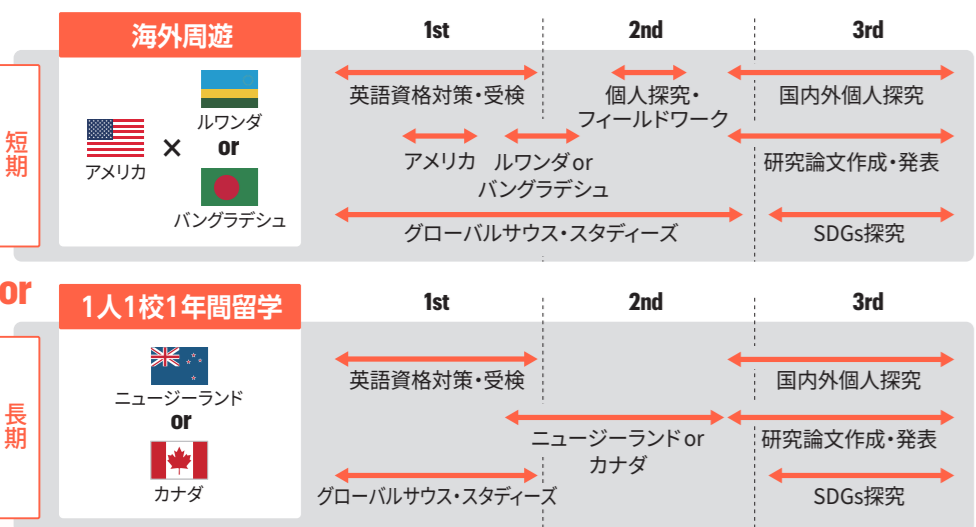 海外周遊
1st
2nd
3rd
短期
アメリカ
×
ルワンダ
or
バングラデシュ
英語資格対策・受検
個人探究・
フィールドワーク
国内外個人探究
アメリカ
ルワンダor
バングラデシュ
研究論文作成・発表
グローバルサウス・スタディーズ
SDGs探究
or
1人1校1年間留学
1st
2nd
3rd
長期
ニュージーランド
or
カナダ
英語資格対策・受検
国内外個人探究
ニュージーランドor
カナダ
研究論文作成・発表
グローバルサウス・スタディーズ
SDGs探究